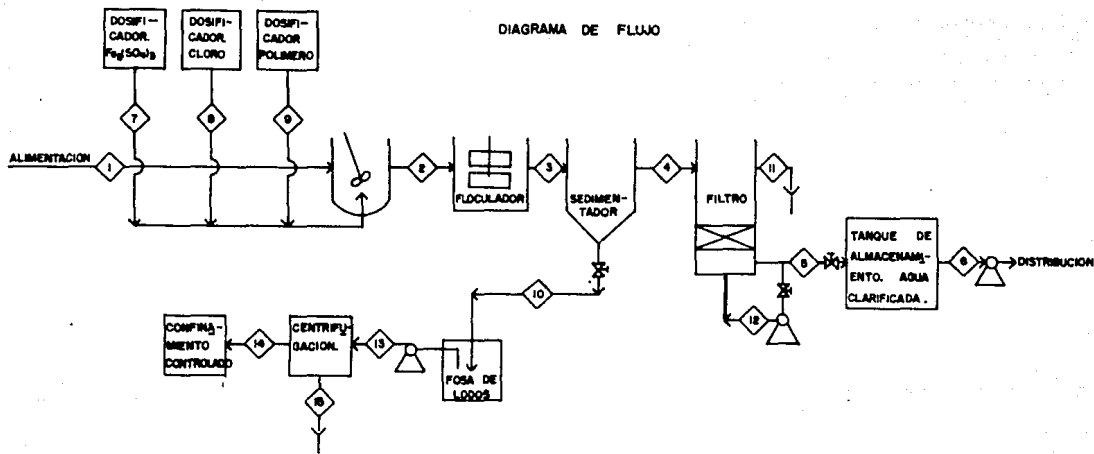 DIAGRAMA DE FLUJO
DOSIFI-
CADOR.
Fe2(SO4)3
DOSIFI-
CADOR.
CLORO
DOSIFI-
CADOR
POLIMERO
7
8
9
ALIMENTACION
1
2
FLOCULADOR
3
SEDIMEN-
TADOR
4
FILTRO
11
5
TANQUE DE
ALMACENAMI-
ENTO. AGUA
CLARIFICADA.
6
DISTRIBUCION
12
10
FOSA DE
LODOS
13
CENTRIFU-
GACION.
14
CONFINA-
MIENTO
CONTROLADO
15